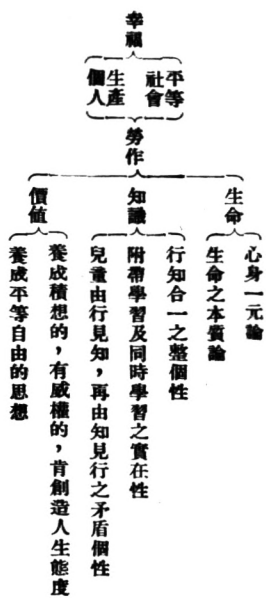 幸福
平等
社會
生產
個人
勞作
生命
心身一元論
生命之本質論
知識
行知合一之整個性
附帶學習及同時學習之實在性
兒童由行見知，再由知見行之矛盾個性
價値
養成積想的，有威權的，肯創造人生態度
養成平等自由的思想